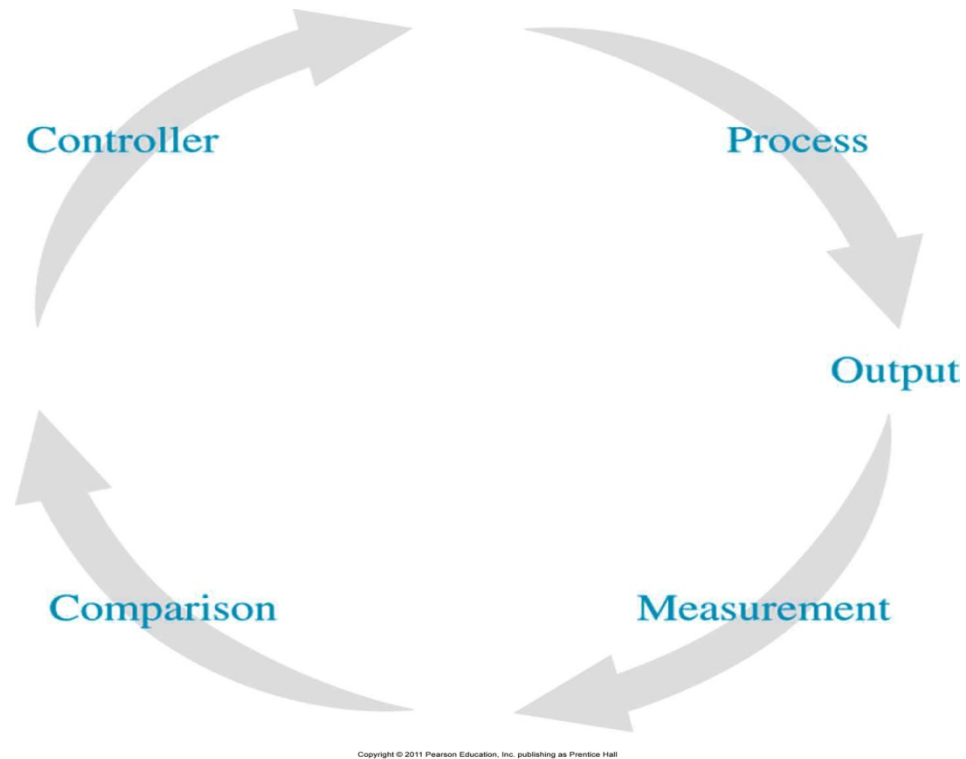 Controller
Process
Output
Comparison
Measurement
Copyright © 2011 Pearson Education, Inc. publishing as Prentice Hall